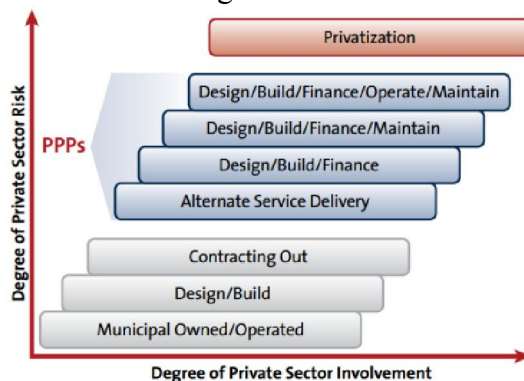 Privatization
Design/Build/Finance/Operate/Maintain
Design/Build/Finance/Maintain
PPPs
Design/Build/Finance
Alternate Service Delivery
Contracting Out
Design/Build
Municipal Owned/Operated
Degree of Private Sector Risk
Degree of Private Sector Involvement